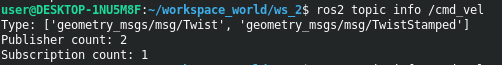 user@DESKTOP-1NU5M8F:~/workspace_world/ws_2$ ros2 topic info /cmd_vel
Type: ['geometry_msgs/msg/Twist', 'geometry_msgs/msg/TwistStamped']
Publisher count: 2
Subscription count: 1